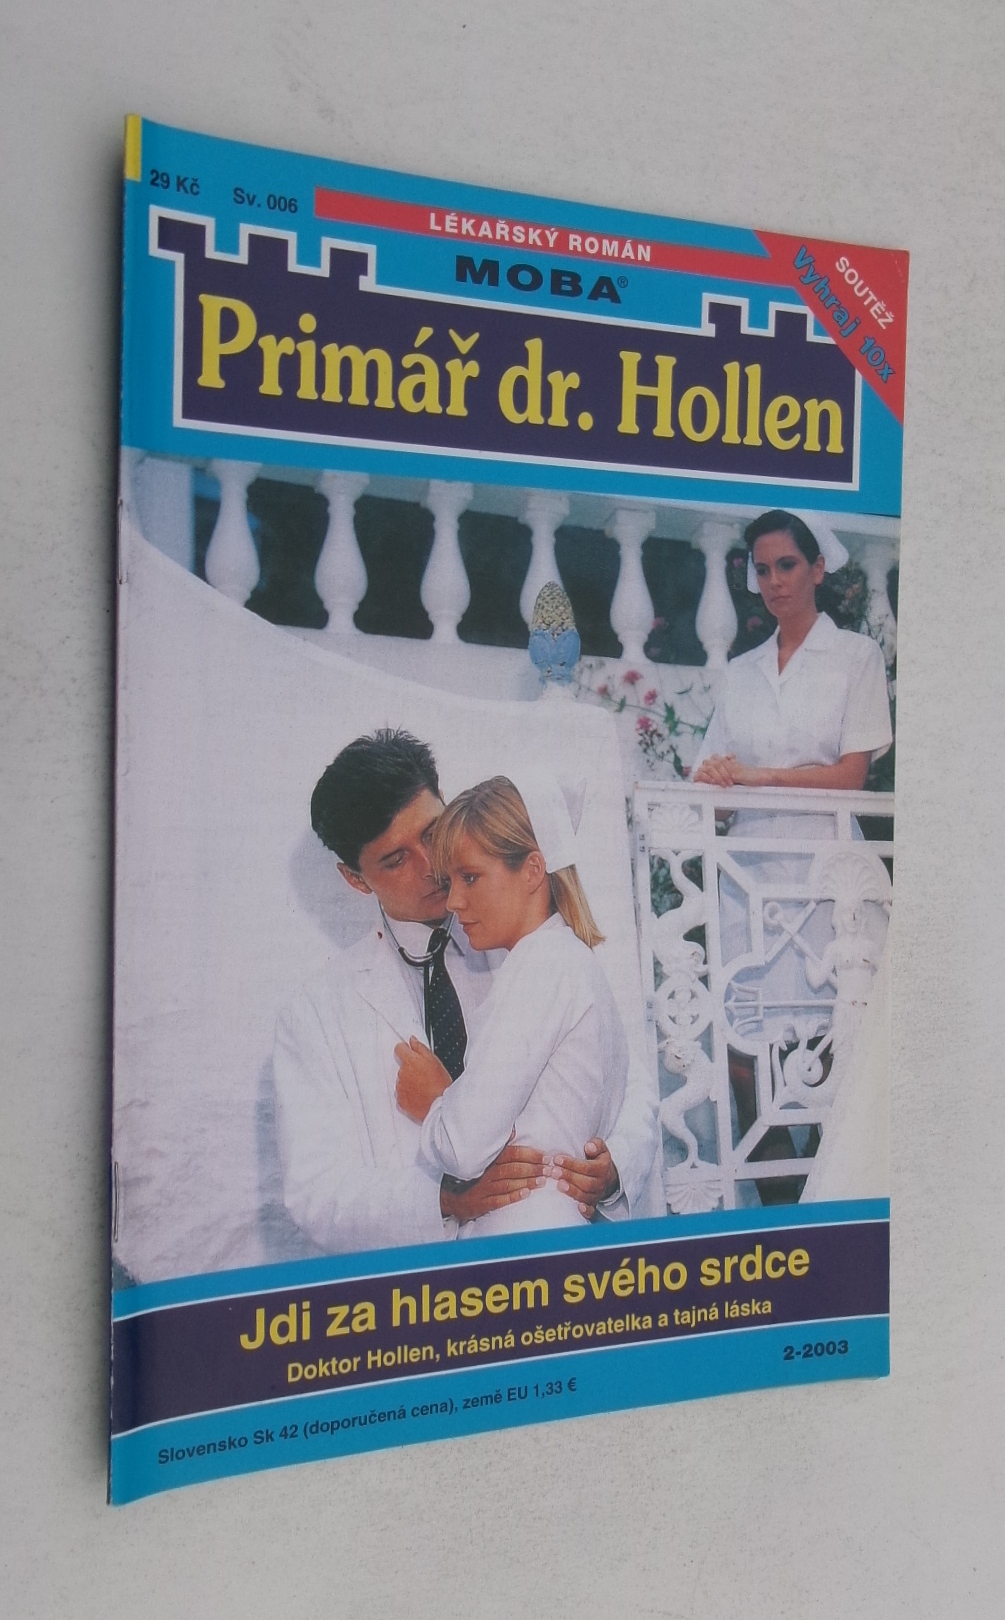 29 Kč Sv. 006
LÉKAŘSKÝ ROMÁN
MOBA®
SOUTĚŽ
Vyhraj 10x
Primář dr. Hollen
Jdi za hlasem svého srdce
Doktor Hollen, krásná ošetřovatelka a tajná láska
2-2003
Slovensko Sk 42 (doporučená cena), země EU 1,33 €